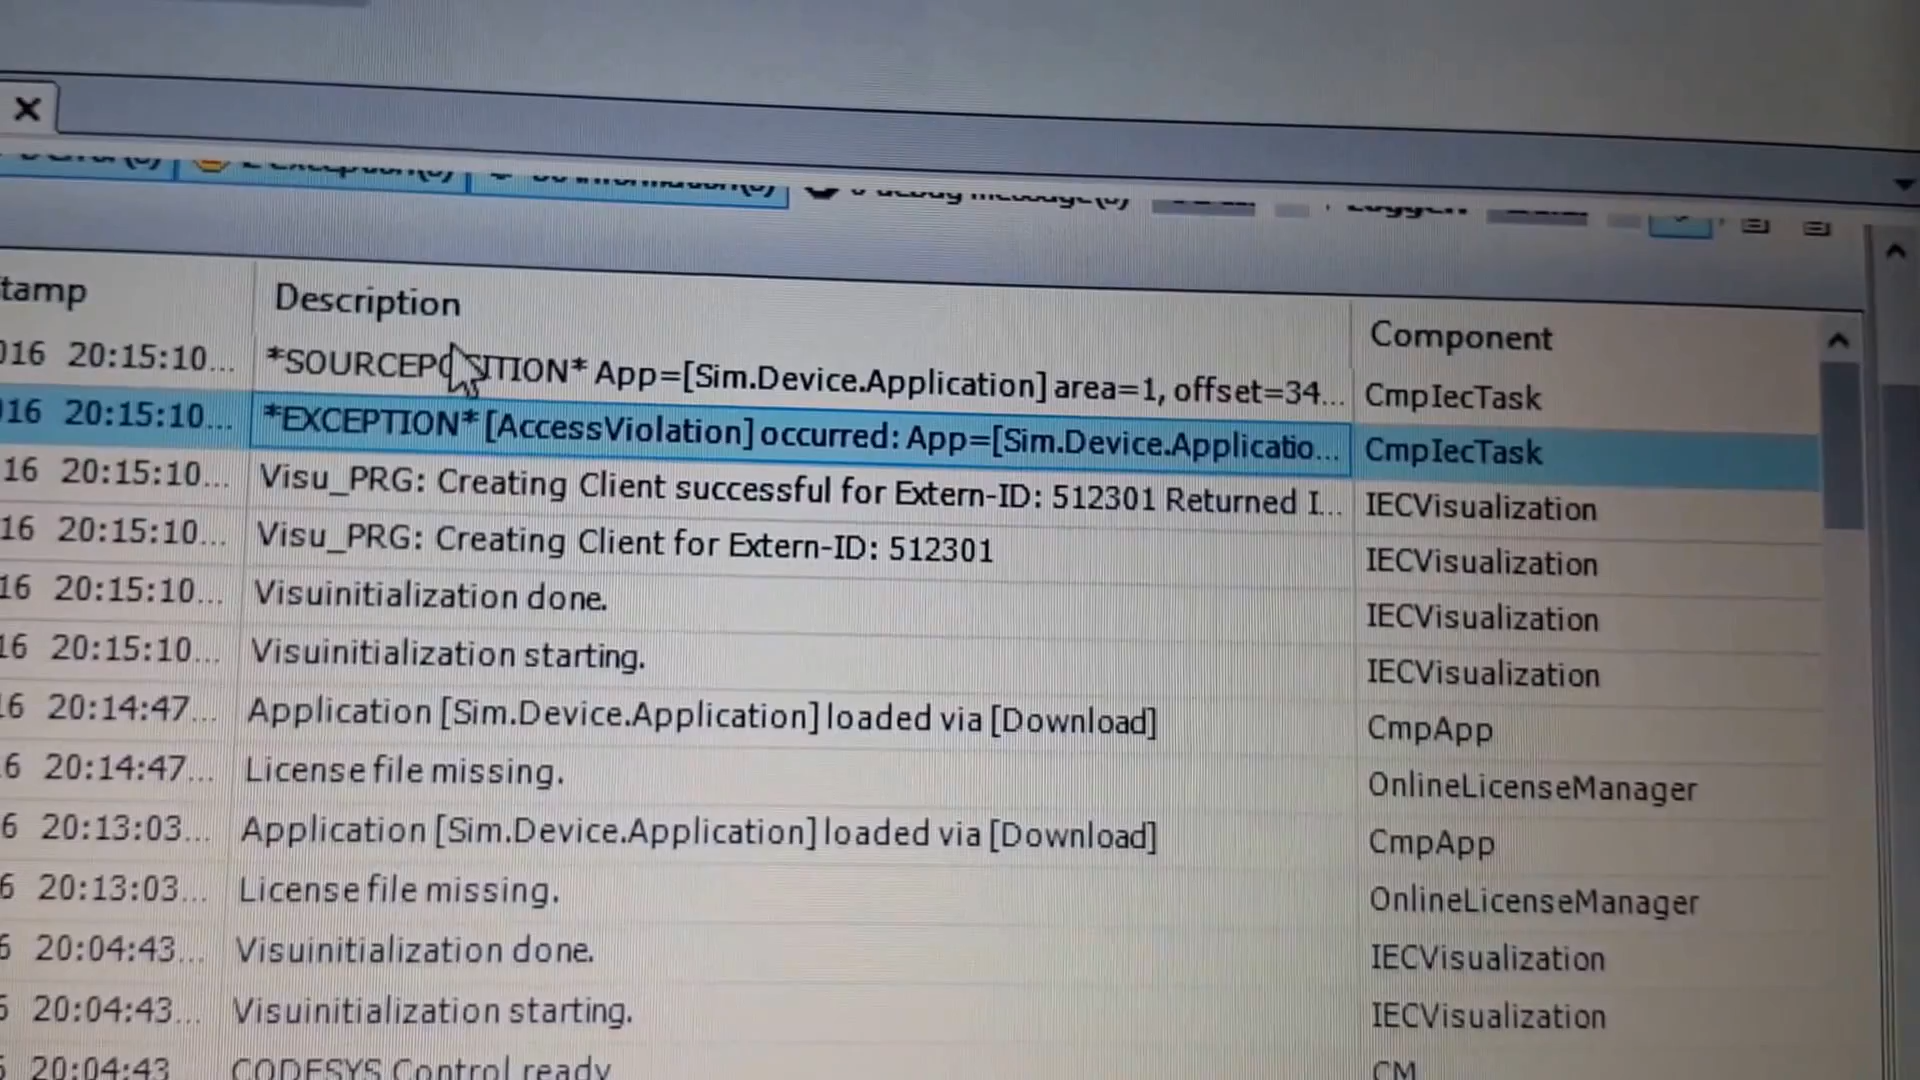 tamp Description Component
016 20:15:10... *SOURCEPOSITION* App=[Sim.Device.Application] area=1, offset=34... CmpIecTask
16 20:15:10... *EXCEPTION* [AccessViolation] occurred: App=[Sim.Device.Applicatio... CmpIecTask
16 20:15:10... Visu_PRG: Creating Client successful for Extern-ID: 512301 Returned I... IECVisualization
16 20:15:10... Visu_PRG: Creating Client for Extern-ID: 512301 IECVisualization
16 20:15:10... Visuinitialization done. IECVisualization
16 20:15:10... Visuinitialization starting. IECVisualization
16 20:14:47... Application [Sim.Device.Application] loaded via [Download] CmpApp
6 20:14:47... License file missing. OnlineLicenseManager
6 20:13:03... Application [Sim.Device.Application] loaded via [Download] CmpApp
6 20:13:03... License file missing. OnlineLicenseManager
6 20:04:43... Visuinitialization done. IECVisualization
6 20:04:43... Visuinitialization starting. IECVisualization
20:04:43 CODESYS Control ready CM